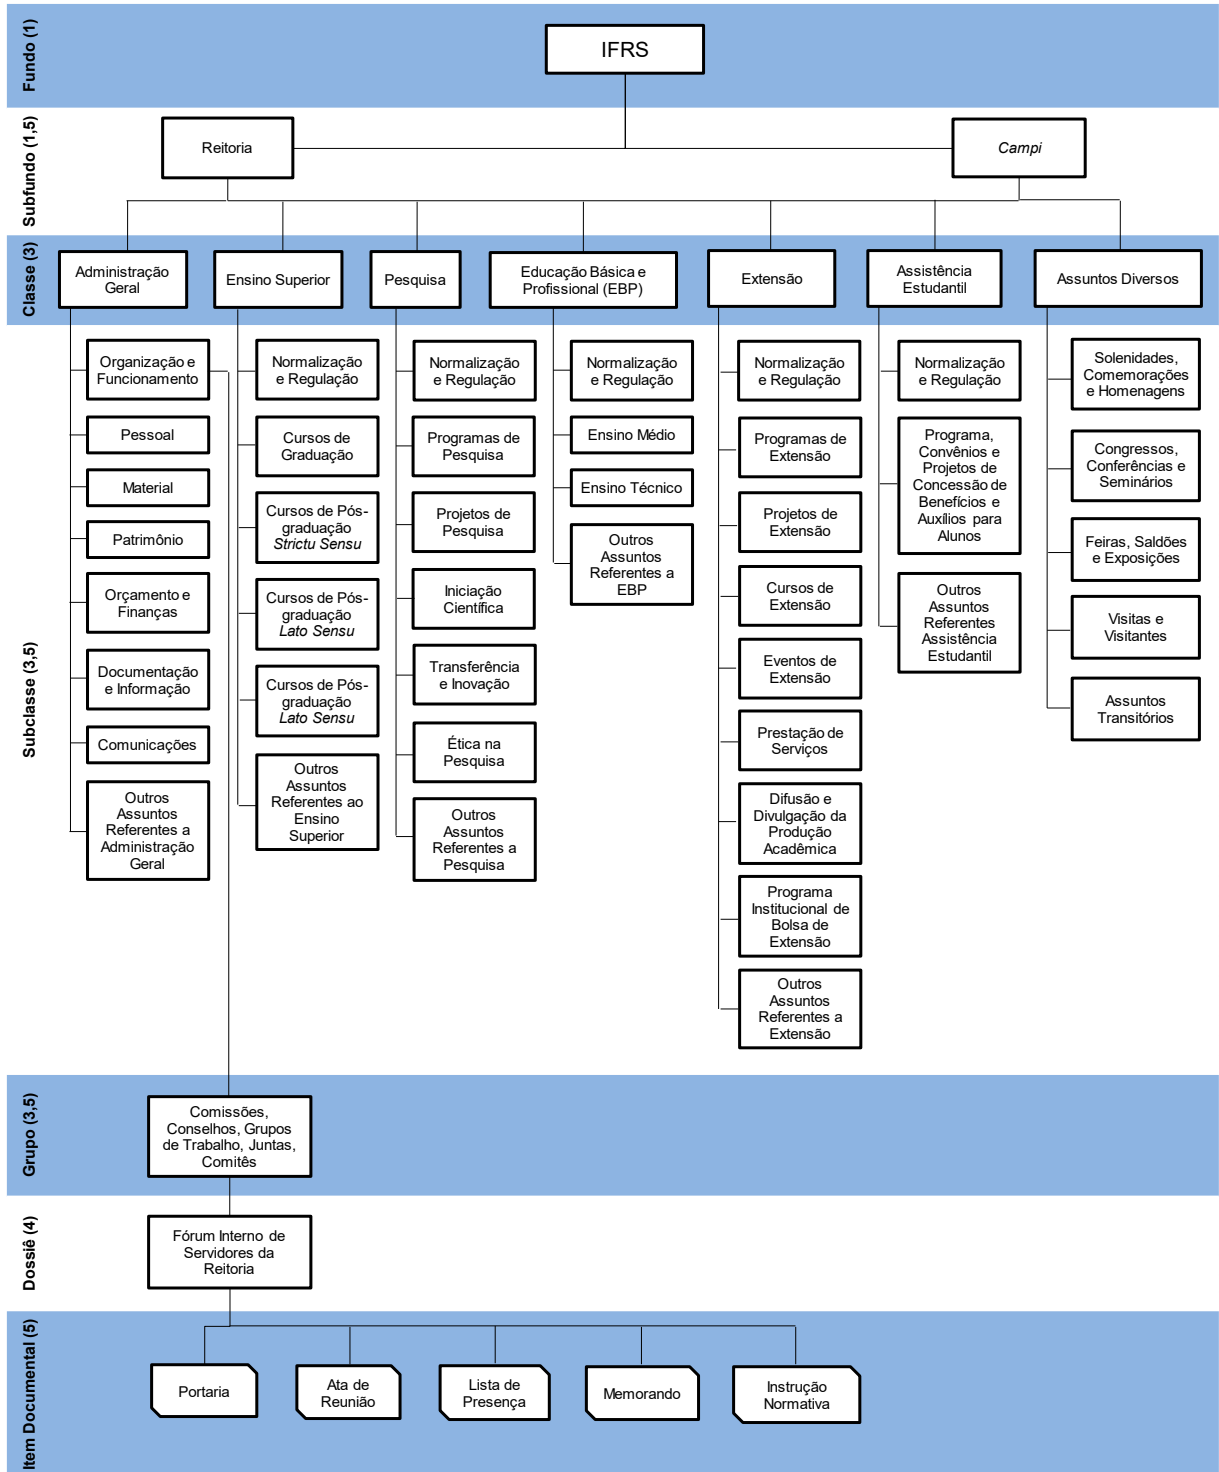 Fundo (1)
IFRS
Subfundo (1,5)
Reitoria
Campi
Classe (3)
Administração
Geral
Ensino Superior
Pesquisa
Educação Básica e
Profissional (EBP)
Extensão
Assistência
Estudantil
Assuntos Diversos
Subclasse (3,5)
Organização e
Funcionamento
Pessoal
Material
Patrimônio
Orçamento e
Finanças
Documentação
e Informação
Comunicações
Outros
Assuntos
Referentes a
Administração
Geral
Normalização
e Regulação
Cursos de
Graduação
Cursos de Pós-
graduação
Strictu Sensu
Cursos de Pós-
graduação
Lato Sensu
Cursos de Pós-
graduação
Lato Sensu
Outros
Assuntos
Referentes ao
Ensino
Superior
Normalização
e Regulação
Programas de
Pesquisa
Projetos de
Pesquisa
Iniciação
Científica
Transferência
e Inovação
Ética na
Pesquisa
Outros
Assuntos
Referentes a
Pesquisa
Normalização
e Regulação
Ensino Médio
Ensino Técnico
Outros
Assuntos
Referentes a
EBP
Normalização
e Regulação
Programas de
Extensão
Projetos de
Extensão
Cursos de
Extensão
Eventos de
Extensão
Prestação de
Serviços
Difusão e
Divulgação da
Produção
Acadêmica
Programa
Institucional de
Bolsa de
Extensão
Outros
Assuntos
Referentes a
Extensão
Normalização
e Regulação
Programa,
Convênios e
Projetos de
Concessão de
Benefícios e
Auxílios para
Alunos
Outros
Assuntos
Referentes
Assistência
Estudantil
Solenidades,
Comemorações
e Homenagens
Congressos,
Conferências e
Seminários
Feiras, Saldões
e Exposições
Visitas e
Visitantes
Assuntos
Transitórios
Grupo (3,5)
Comissões,
Conselhos, Grupos
de Trabalho, Juntas,
Comitês
Dossiê (4)
Fórum Interno de
Servidores da
Reitoria
Item Documental (5)
Portaria
Ata de
Reunião
Lista de
Presença
Memorando
Instrução
Normativa